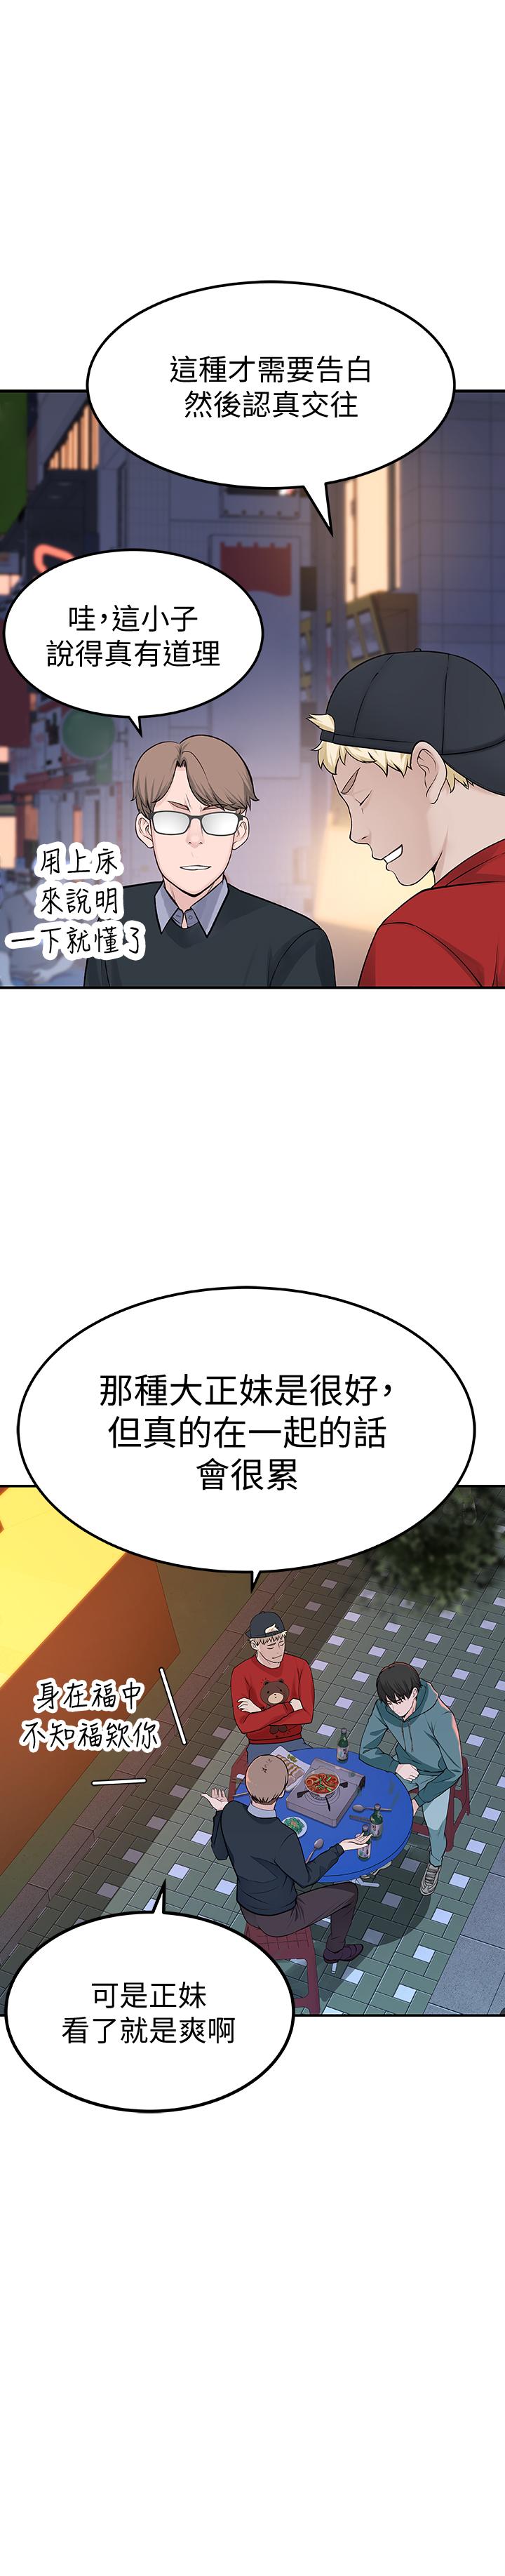 這種才需要告白
然後認真交往
哇,這小子
說得真有道理
用上床
來說明
一下就懂了
那種大正妹是很好,
但真的在一起的話
會很累
身在福中
不知福欸你
可是正妹
看了就是爽啊